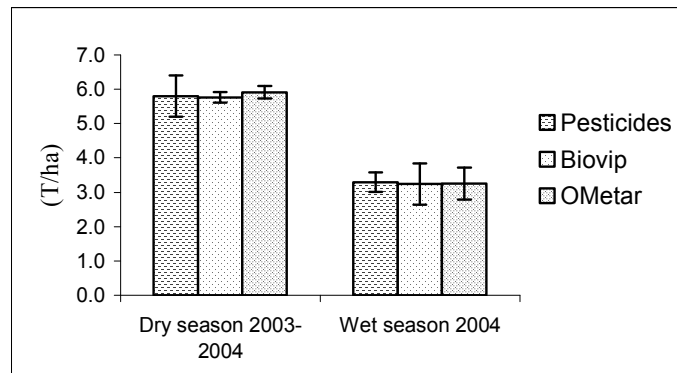 7.0
6.0
5.0
4.0
3.0
2.0
1.0
0.0
(T/ha)
Dry season 2003-
2004
Wet season 2004
Pesticides
Biovip
OMetar